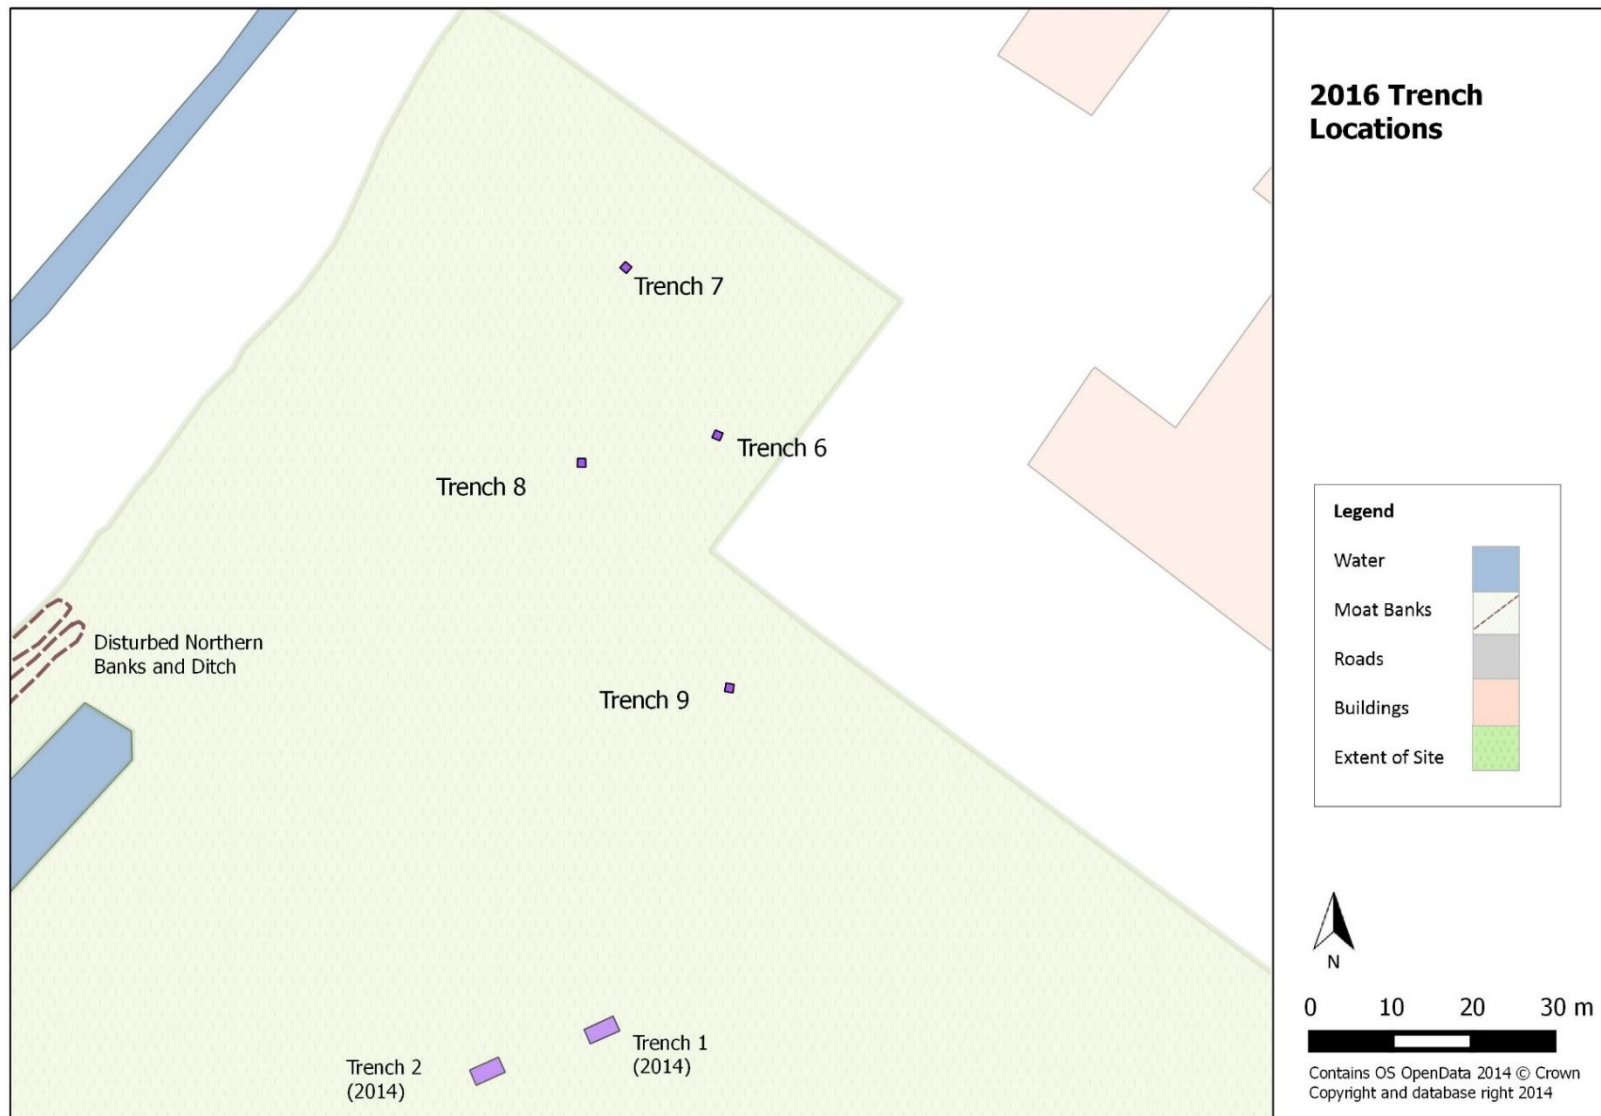 2016 Trench
Locations
Trench 7
Trench 6
Trench 8
Disturbed Northern
Banks and Ditch
Trench 9
Trench 1
(2014)
Trench 2
(2014)
Legend
Water
Moat Banks
Roads
Buildings
Extent of Site
N
0 10 20 30 m
Contains OS OpenData 2014 © Crown
Copyright and database right 2014